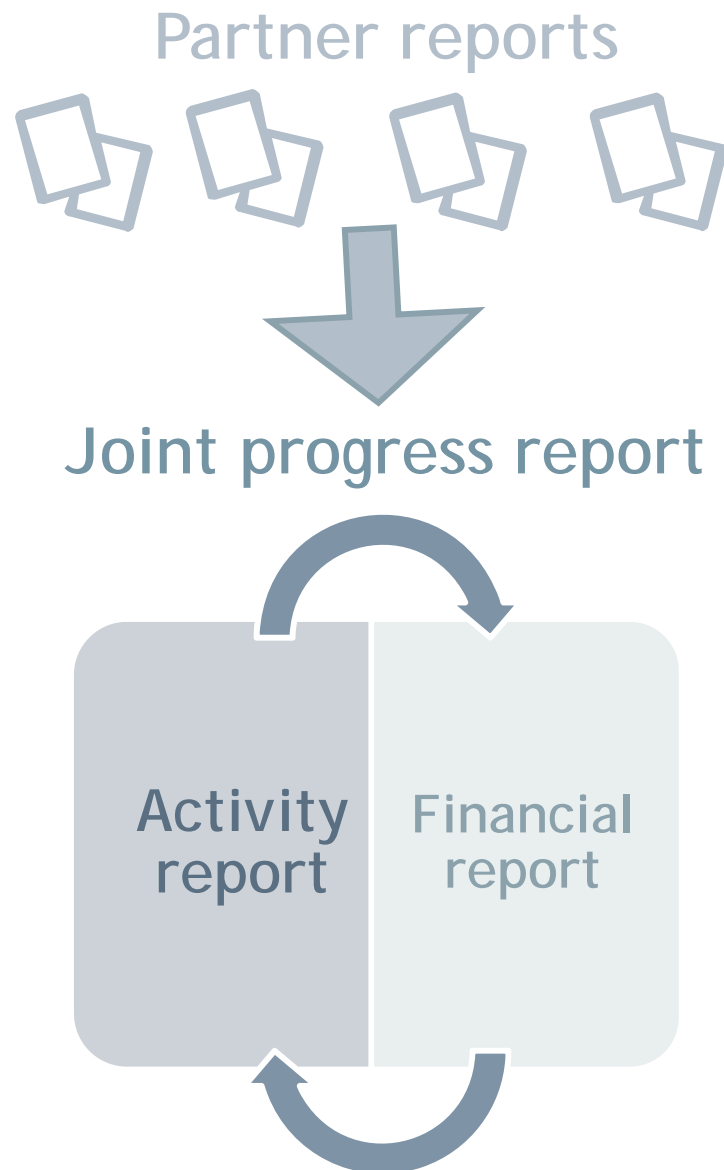 Partner reports
Joint progress report
Activity
report
Financial
report